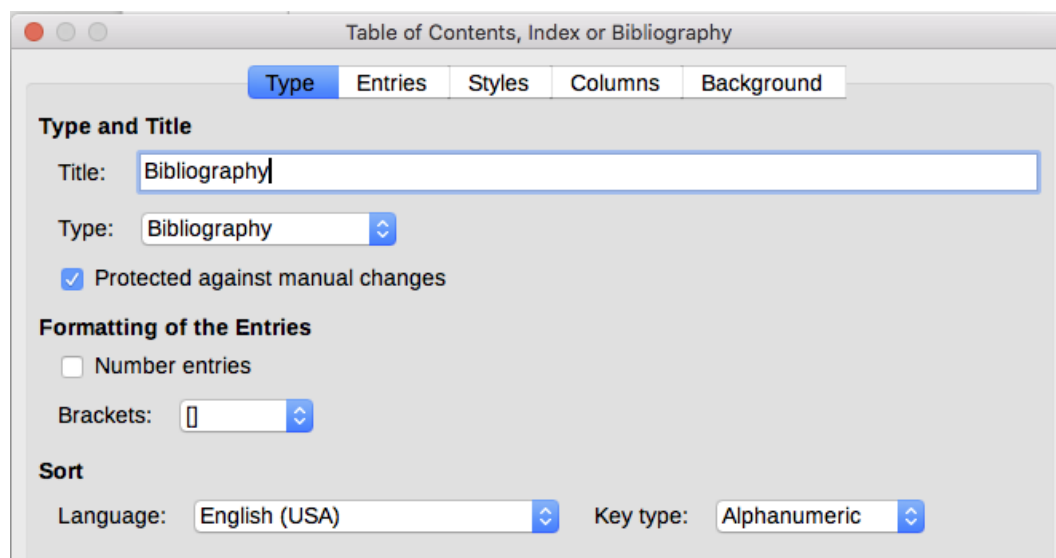 Table of Contents, Index or Bibliography
Type Entries Styles Columns Background
Type and Title
Title: Bibliography
Type: Bibliography
Protected against manual changes
Formatting of the Entries
Number entries
Brackets: []
Sort
Language: English (USA) Key type: Alphanumeric